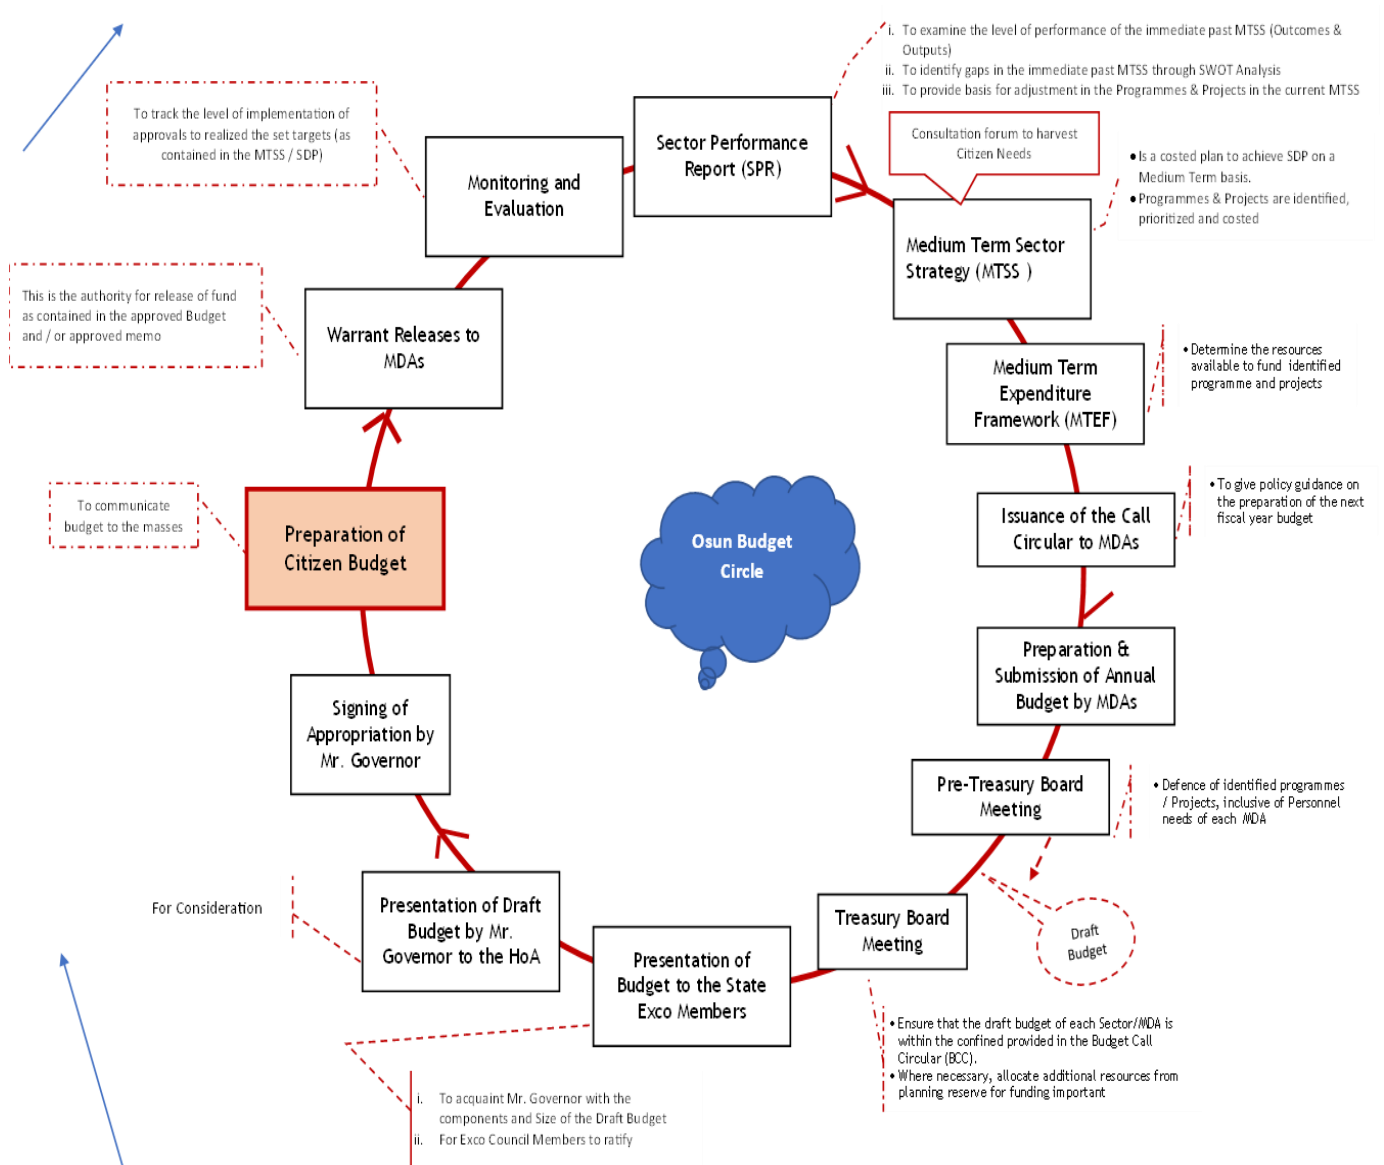 i. To examine the level of performance of the immediate past MTSS (Outcomes &
Outputs)
ii. To identify gaps in the immediate past MTSS through SWOT Analysis
iii. To provide basis for adjustment in the Programmes & Projects in the current MTSS
To track the level of implementation of
approvals to realized the set targets (as
contained in the MTSS / SDP)
Monitoring and
Evaluation
Sector Performance
Report (SPR)
Consultation forum to harvest
Citizen Needs
Medium Term Sector
Strategy (MTSS )
● Is a costed plan to achieve SDP on a
Medium Term basis.
● Programmes & Projects are identified,
prioritized and costed
This is the authority for release of fund
as contained in the approved Budget
and / or approved memo
Warrant Releases to
MDAs
Medium Term
Expenditure
Framework (MTEF)
• Determine the resources
available to fund identified
programme and projects
To communicate
budget to the masses
Preparation of
Citizen Budget
Osun Budget
Circle
Issuance of the Call
Circular to MDAs
• To give policy guidance on
the preparation of the next
fiscal year budget
Preparation &
Submission of Annual
Budget by MDAs
Signing of
Appropriation by
Mr. Governor
Pre-Treasury Board
Meeting
• Defence of identified programmes
/ Projects, inclusive of Personnel
needs of each MDA
For Consideration
Presentation of Draft
Budget by Mr.
Governor to the HoA
Presentation of
Budget to the State
Exco Members
Treasury Board
Meeting
Draft
Budget
• Ensure that the draft budget of each Sector/MDA is
within the confined provided in the Budget Call
Circular (BCC).
• Where necessary, allocate additional resources from
planning reserve for funding important
i. To acquaint Mr. Governor with the
components and Size of the Draft Budget
ii. For Exco Council Members to ratify